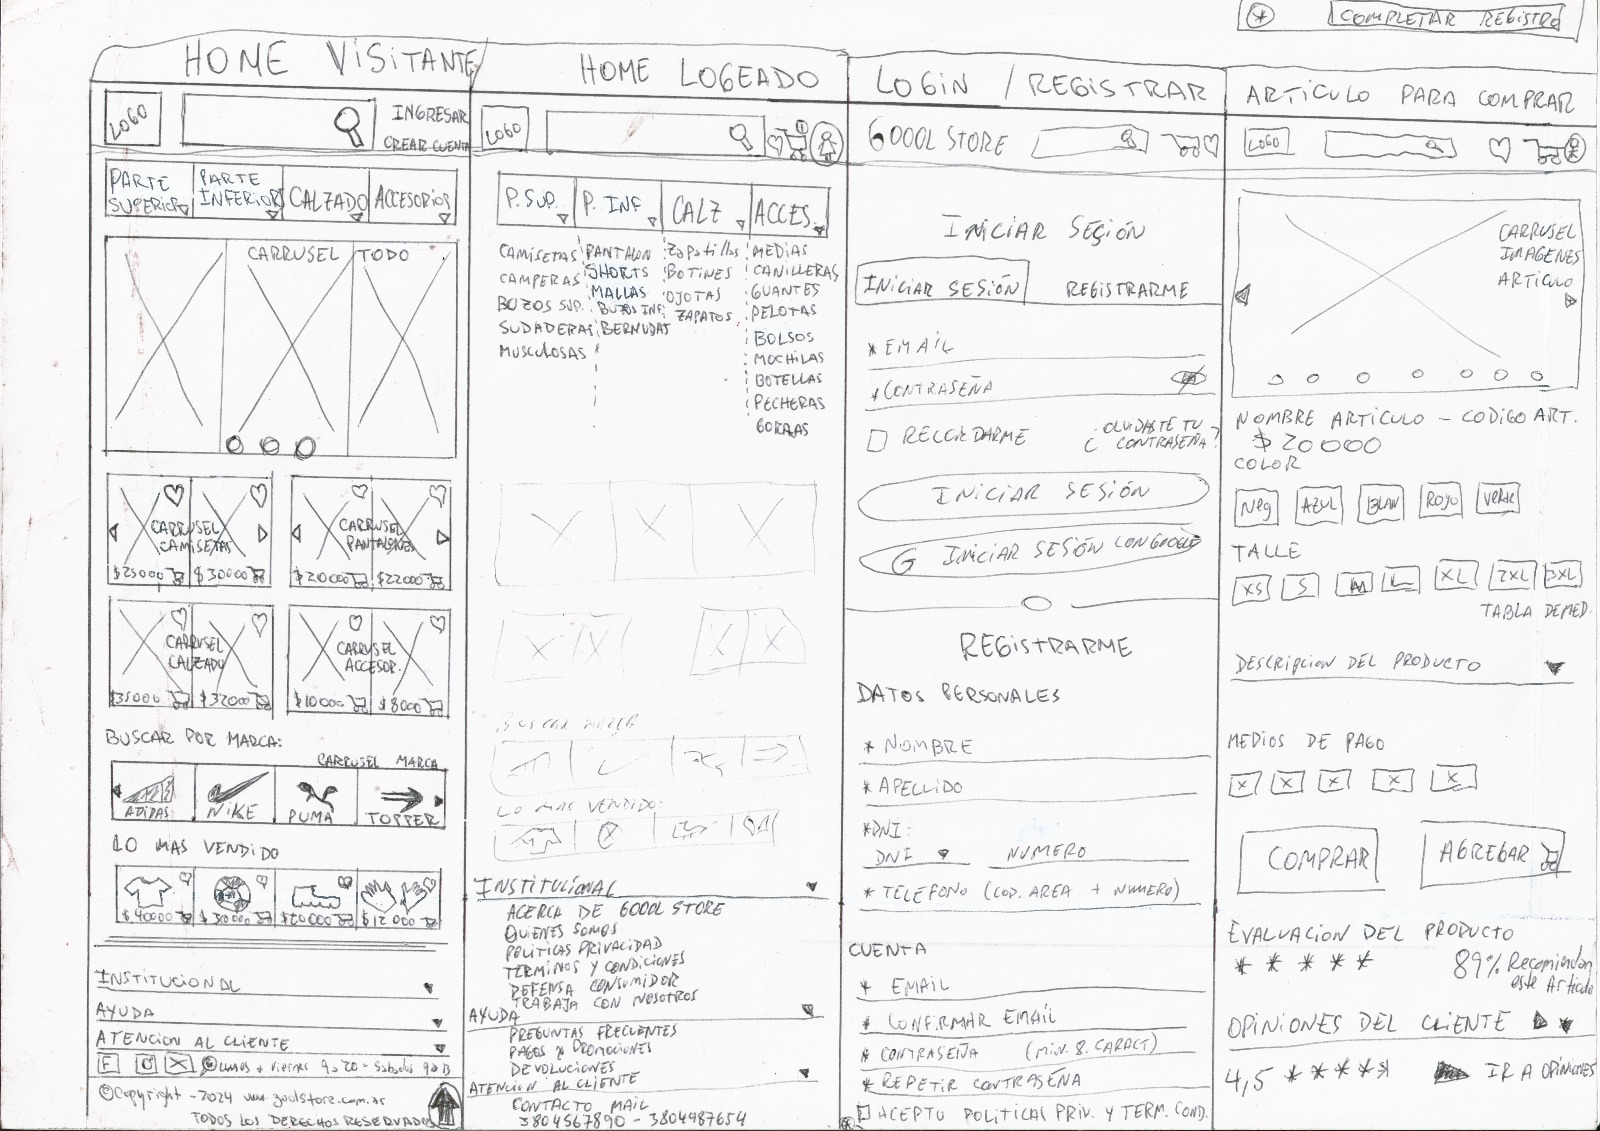 * COMPLETAR REGISTRO
HOME VISITANTE
LOGO
INGRESAR
CREAR CUENTA
PARTE SUPERIOR
PARTE INFERIOR
CALZADO
ACCESORIOS
CARRUSEL TODO
CARRUSEL CAMISETAS
$25000 $30000
CARRUSEL PANTALONES
$20000 $22000
CARRUSEL CALZADO
$35000 $32000
CARRUSEL ACCESOR.
$10000 $8000
BUSCAR POR MARCA:
CARRUSEL MARCA
ADIDAS NIKE PUMA TOPPER
LO MAS VENDIDO
$40000 $30000 $20000 $12000
INSTITUCIONAL
AYUDA
ATENCION AL CLIENTE
F X Lunes a Viernes 9 a 20 - Sabados 9 a 13
©Copyright - 2024 www.goolstore.com.ar
TODOS LOS DERECHOS RESERVADOS
HOME LOGEADO
LOGO
P. SUP.
P. INF
CALZ
ACCES.
CAMISETAS
CAMPERAS
BUZOS SUP.
SUDADERAS
MUSCULOSAS
PANTALON
SHORTS
MALLAS
BUZOS INF.
BERMUDAS
Zapatillas
BOTINES
OJOTAS
ZAPATOS
MEDIAS
CANILLERAS
GUANTES
PELOTAS
BOLSOS
MOCHILAS
BOTELLAS
PECHERAS
GORRAS
BUSCAR MARCA
LO MAS VENDIDO:
INSTITUCIONAL
ACERCA DE GOOOL STORE
QUIENES SOMOS
POLITICAS PRIVACIDAD
TERMINOS Y CONDICIONES
DEFENSA CONSUMIDOR
TRABAJA CON NOSOTROS
AYUDA
PREGUNTAS FRECUENTES
PAGOS Y PROMOCIONES
DEVOLUCIONES
ATENCION AL CLIENTE
CONTACTO MAIL
3804567890 - 3804987654
LOGIN / REGISTRAR
GOOOL STORE
INICIAR SESIÓN
INICIAR SESIÓN REGISTRARME
* EMAIL
* CONTRASEÑA
RECORDARME
¿OLVIDASTE TU CONTRASEÑA?
INICIAR SESIÓN
G INICIAR SESIÓN CON GOOGLE
REGISTRARME
DATOS PERSONALES
* NOMBRE
* APELLIDO
*DNI:
DNI NUMERO
* TELEFONO (COD. AREA + NUMERO)
CUENTA
* EMAIL
* CONFIRMAR EMAIL
* CONTRASEÑA (MIN. 8. CARACT)
* REPETIR CONTRASEÑA
ACEPTO POLITICAS PRIV. Y TERM. COND.
ARTICULO PARA COMPRAR
LOGO
CARRUSEL
IMAGENES
ARTICULO
NOMBRE ARTICULO - CODIGO ART.
$ 20000
COLOR
Neg AZUL BLAN ROJO VERDE
TALLE
XS S M L XL 2XL 3XL
TABLA DE MED.
DESCRIPCION DEL PRODUCTO
MEDIOS DE PAGO
COMPRAR
AGREGAR
EVALUACION DEL PRODUCTO
* * * * * 89% Recomiendan
este Articulo
OPINIONES DEL CLIENTE
4,5 * * * * * IR A OPINIONES